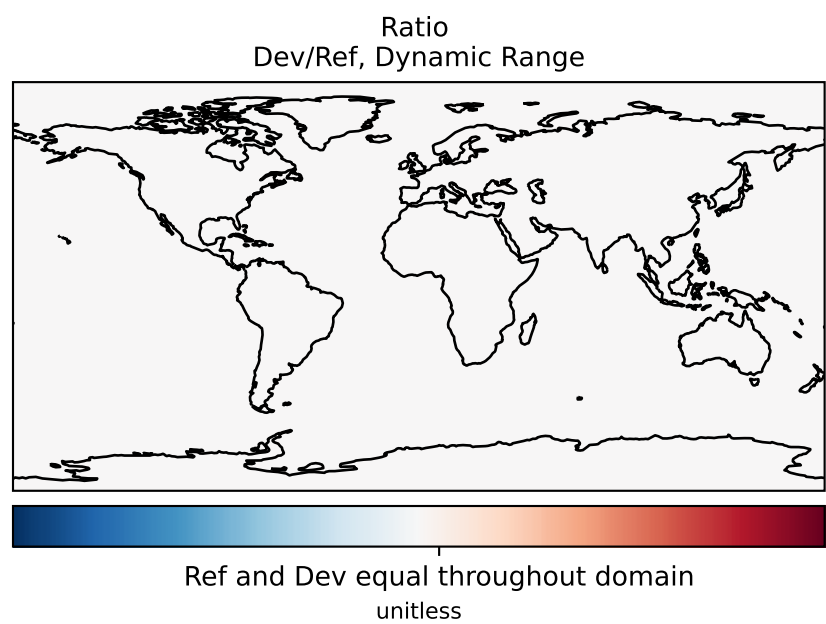 Ratio
Dev/Ref, Dynamic Range
Ref and Dev equal throughout domain
unitless